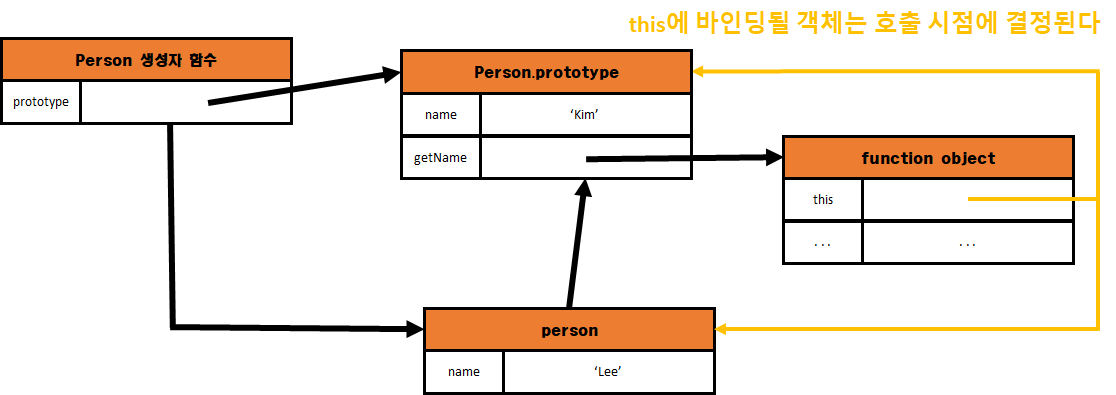 this에 바인딩될 객체는 호출 시점에 결정된다
Person 생성자 함수
prototype
Person.prototype
name ‘Kim’
getName
function object
this
... ...
person
name ‘Lee’